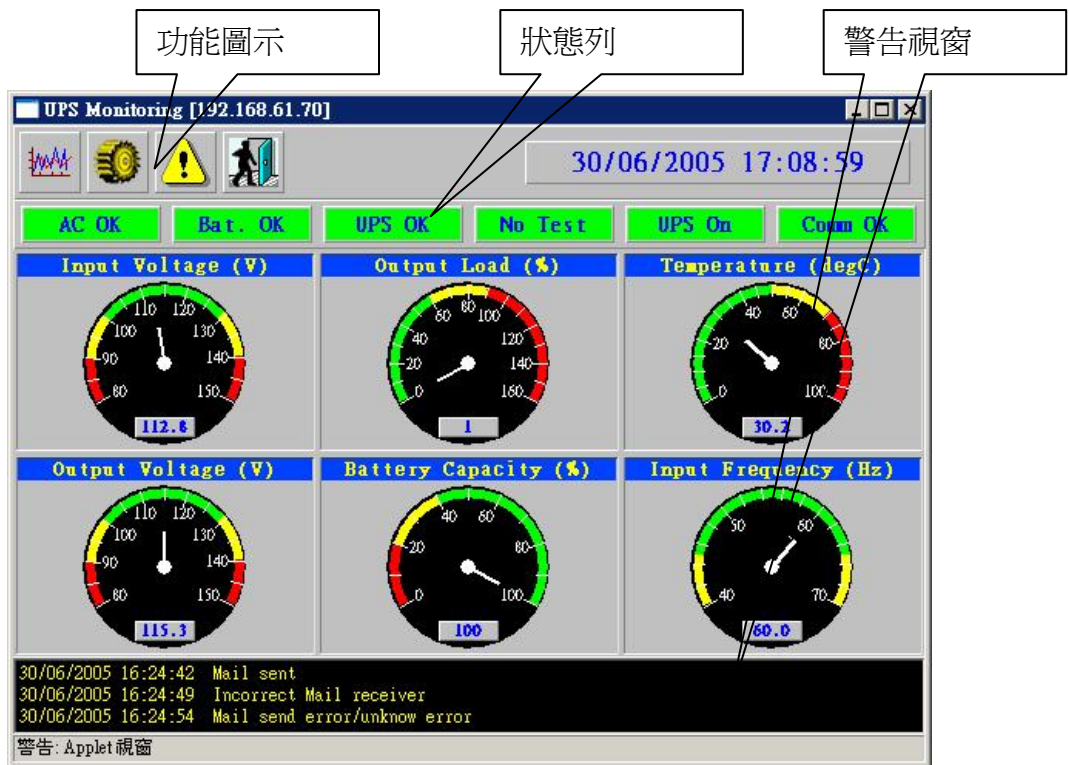 功能圖示
狀態列
警告視窗
UPS Monitoring [192.168.61.70]
30/06/2005 17:08:59
AC OK
Bat. OK
UPS OK
No Test
UPS On
Comm OK
Input Voltage (V)
Output Load (%)
Temperature (degC)
80 90 100 110 120 130 140 150
112.8
0 20 40 60 80 100 120 140 160
1
0 20 40 60 80 100
30.2
Output Voltage (V)
Battery Capacity (%)
Input Frequency (Hz)
80 90 100 110 120 130 140 150
115.3
0 20 40 60 80 100
100
40 50 60 70
60.0
30/06/2005 16:24:42 Mail sent
30/06/2005 16:24:49 Incorrect Mail receiver
30/06/2005 16:24:54 Mail send error/unknow error
警告: Applet 視窗